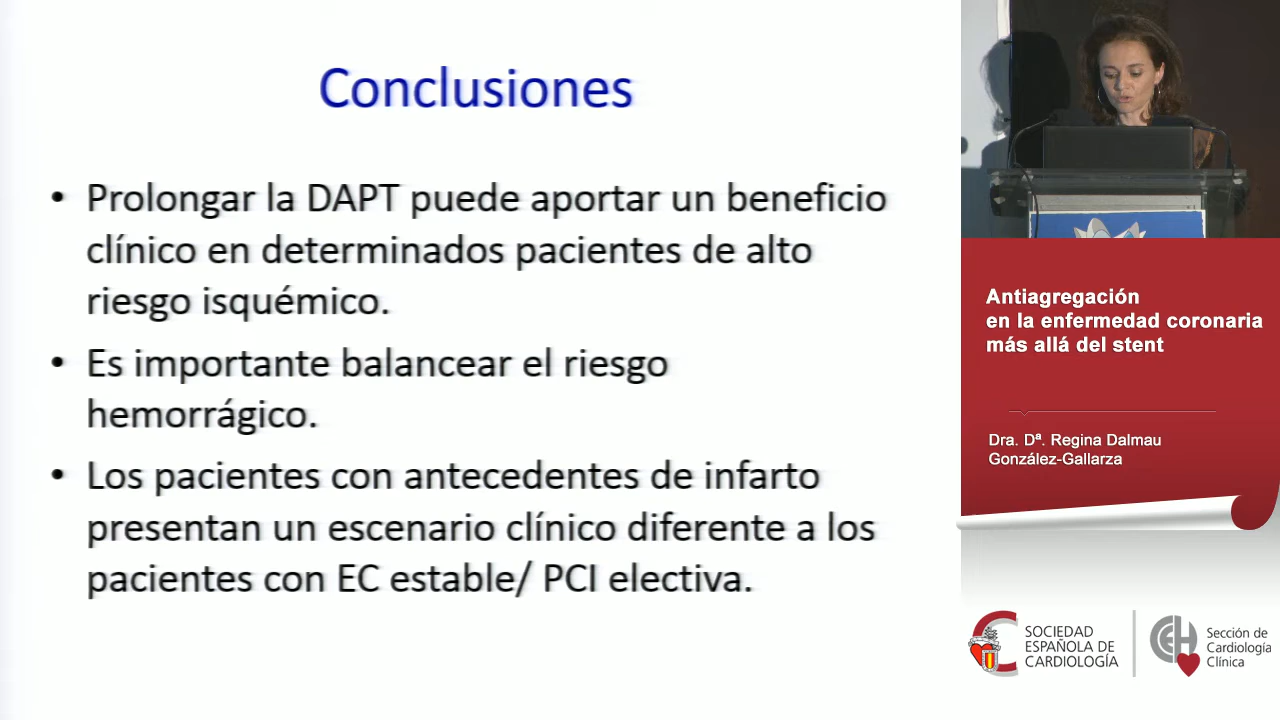 Conclusiones
• Prolongar la DAPT puede aportar un beneficio
clínico en determinados pacientes de alto
riesgo isquémico.
• Es importante balancear el riesgo
hemorrágico.
• Los pacientes con antecedentes de infarto
presentan un escenario clínico diferente a los
pacientes con EC estable/ PCI electiva.
Antiagregación
en la enfermedad coronaria
más allá del stent
Dra. Dª. Regina Dalmau
González-Gallarza
SOCIEDAD
ESPAÑOLA DE
CARDIOLOGÍA
Sección de
Cardiología
Clínica